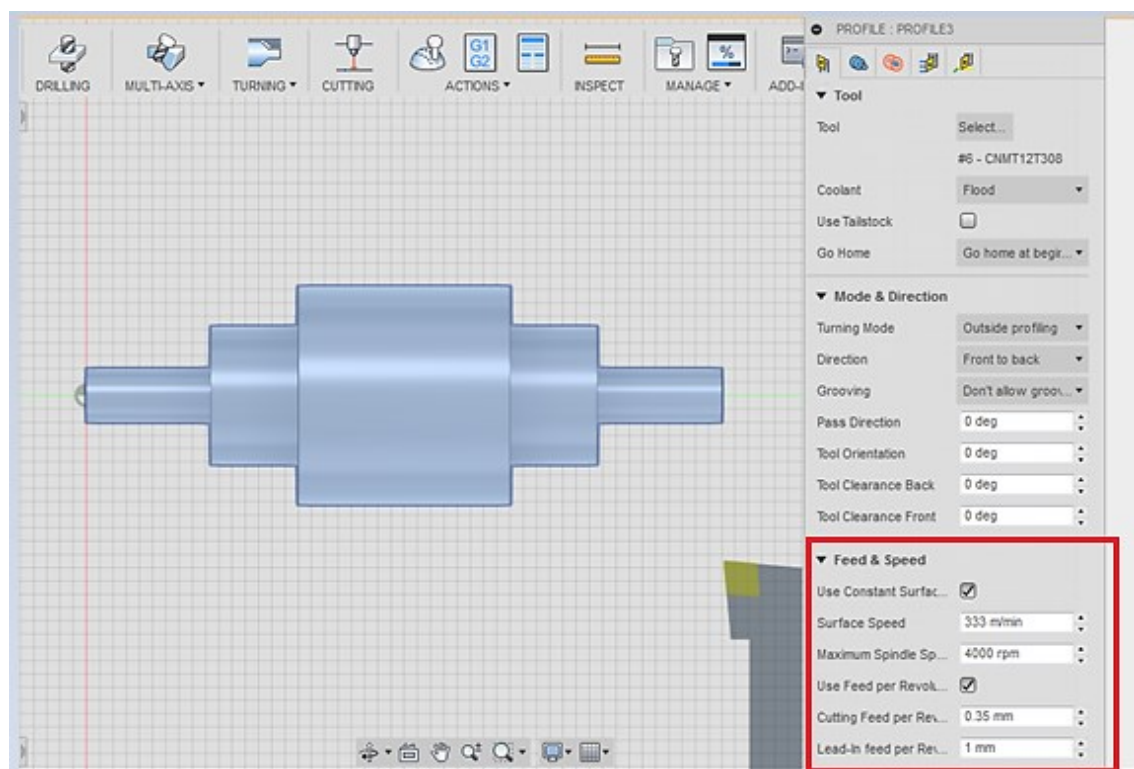 PROFILE : PROFILE3
G1
G2
%
DRILLING
MULTI-AXIS
TURNING
CUTTING
ACTIONS
INSPECT
MANAGE
ADD-I
Tool
Tool Select...
#6 - CNMT12T308
Coolant Flood
Use Tailstock
Go Home Go home at begir...
Mode & Direction
Turning Mode Outside profiling
Direction Front to back
Grooving Don't allow groov...
Pass Direction 0 deg
Tool Orientation 0 deg
Tool Clearance Back 0 deg
Tool Clearance Front 0 deg
Feed & Speed
Use Constant Surfac...
Surface Speed 333 m/min
Maximum Spindle Sp... 4000 rpm
Use Feed per Revolu...
Cutting Feed per Rev... 0.35 mm
Lead-In feed per Rev... 1 mm